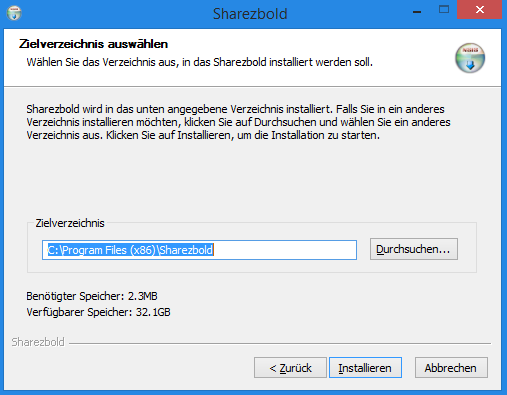 Sharezbold
Zielverzeichnis auswählen
Wählen Sie das Verzeichnis aus, in das Sharezbold installiert werden soll.
Sharezbold wird in das unten angegebene Verzeichnis installiert. Falls Sie in ein anderes
Verzeichnis installieren möchten, klicken Sie auf Durchsuchen und wählen Sie ein anderes
Verzeichnis aus. Klicken Sie auf Installieren, um die Installation zu starten.
Zielverzeichnis
C:\Program Files (x86)\Sharezbold
Durchsuchen...
Benötigter Speicher: 2.3MB
Verfügbarer Speicher: 32.1GB
Sharezbold
< Zurück
Installieren
Abbrechen